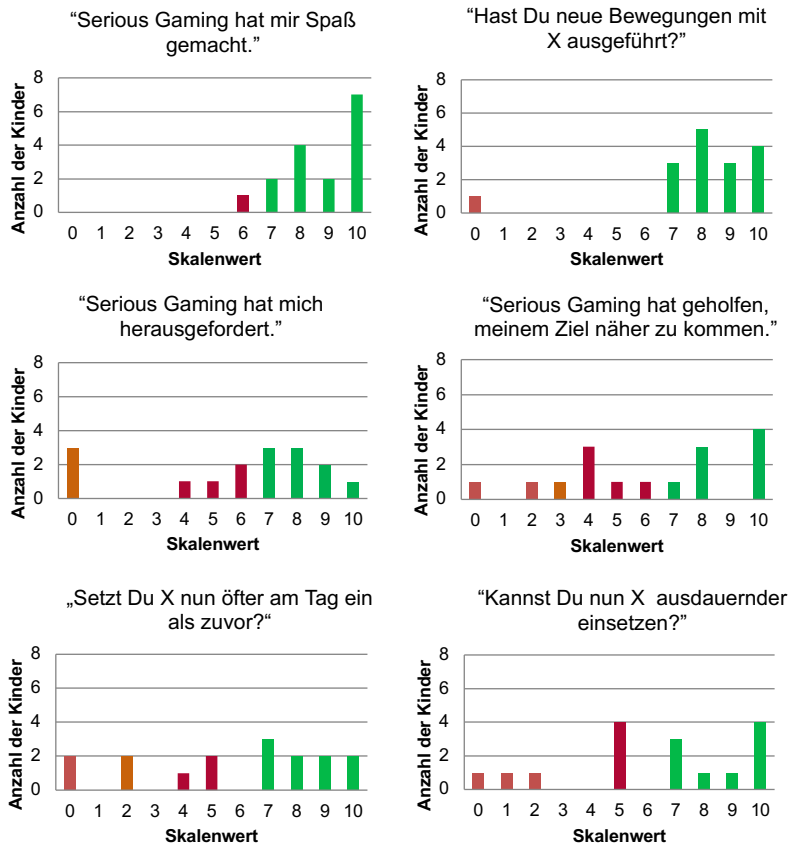 “Serious Gaming hat mir Spaß
gemacht.”
Anzahl der Kinder
8
6
4
2
0
0 1 2 3 4 5 6 7 8 9 10
Skalenwert
“Hast Du neue Bewegungen mit
X ausgeführt?”
Anzahl der Kinder
8
6
4
2
0
0 1 2 3 4 5 6 7 8 9 10
Skalenwert
“Serious Gaming hat mich
herausgefordert.”
Anzahl der Kinder
8
6
4
2
0
0 1 2 3 4 5 6 7 8 9 10
Skalenwert
“Serious Gaming hat geholfen,
meinem Ziel näher zu kommen.”
Anzahl der Kinder
8
6
4
2
0
0 1 2 3 4 5 6 7 8 9 10
Skalenwert
„Setzt Du X nun öfter am Tag ein
als zuvor?“
Anzahl der Kinder
8
6
4
2
0
0 1 2 3 4 5 6 7 8 9 10
Skalenwert
“Kannst Du nun X ausdauernder
einsetzen?”
Anzahl der Kinder
8
6
4
2
0
0 1 2 3 4 5 6 7 8 9 10
Skalenwert